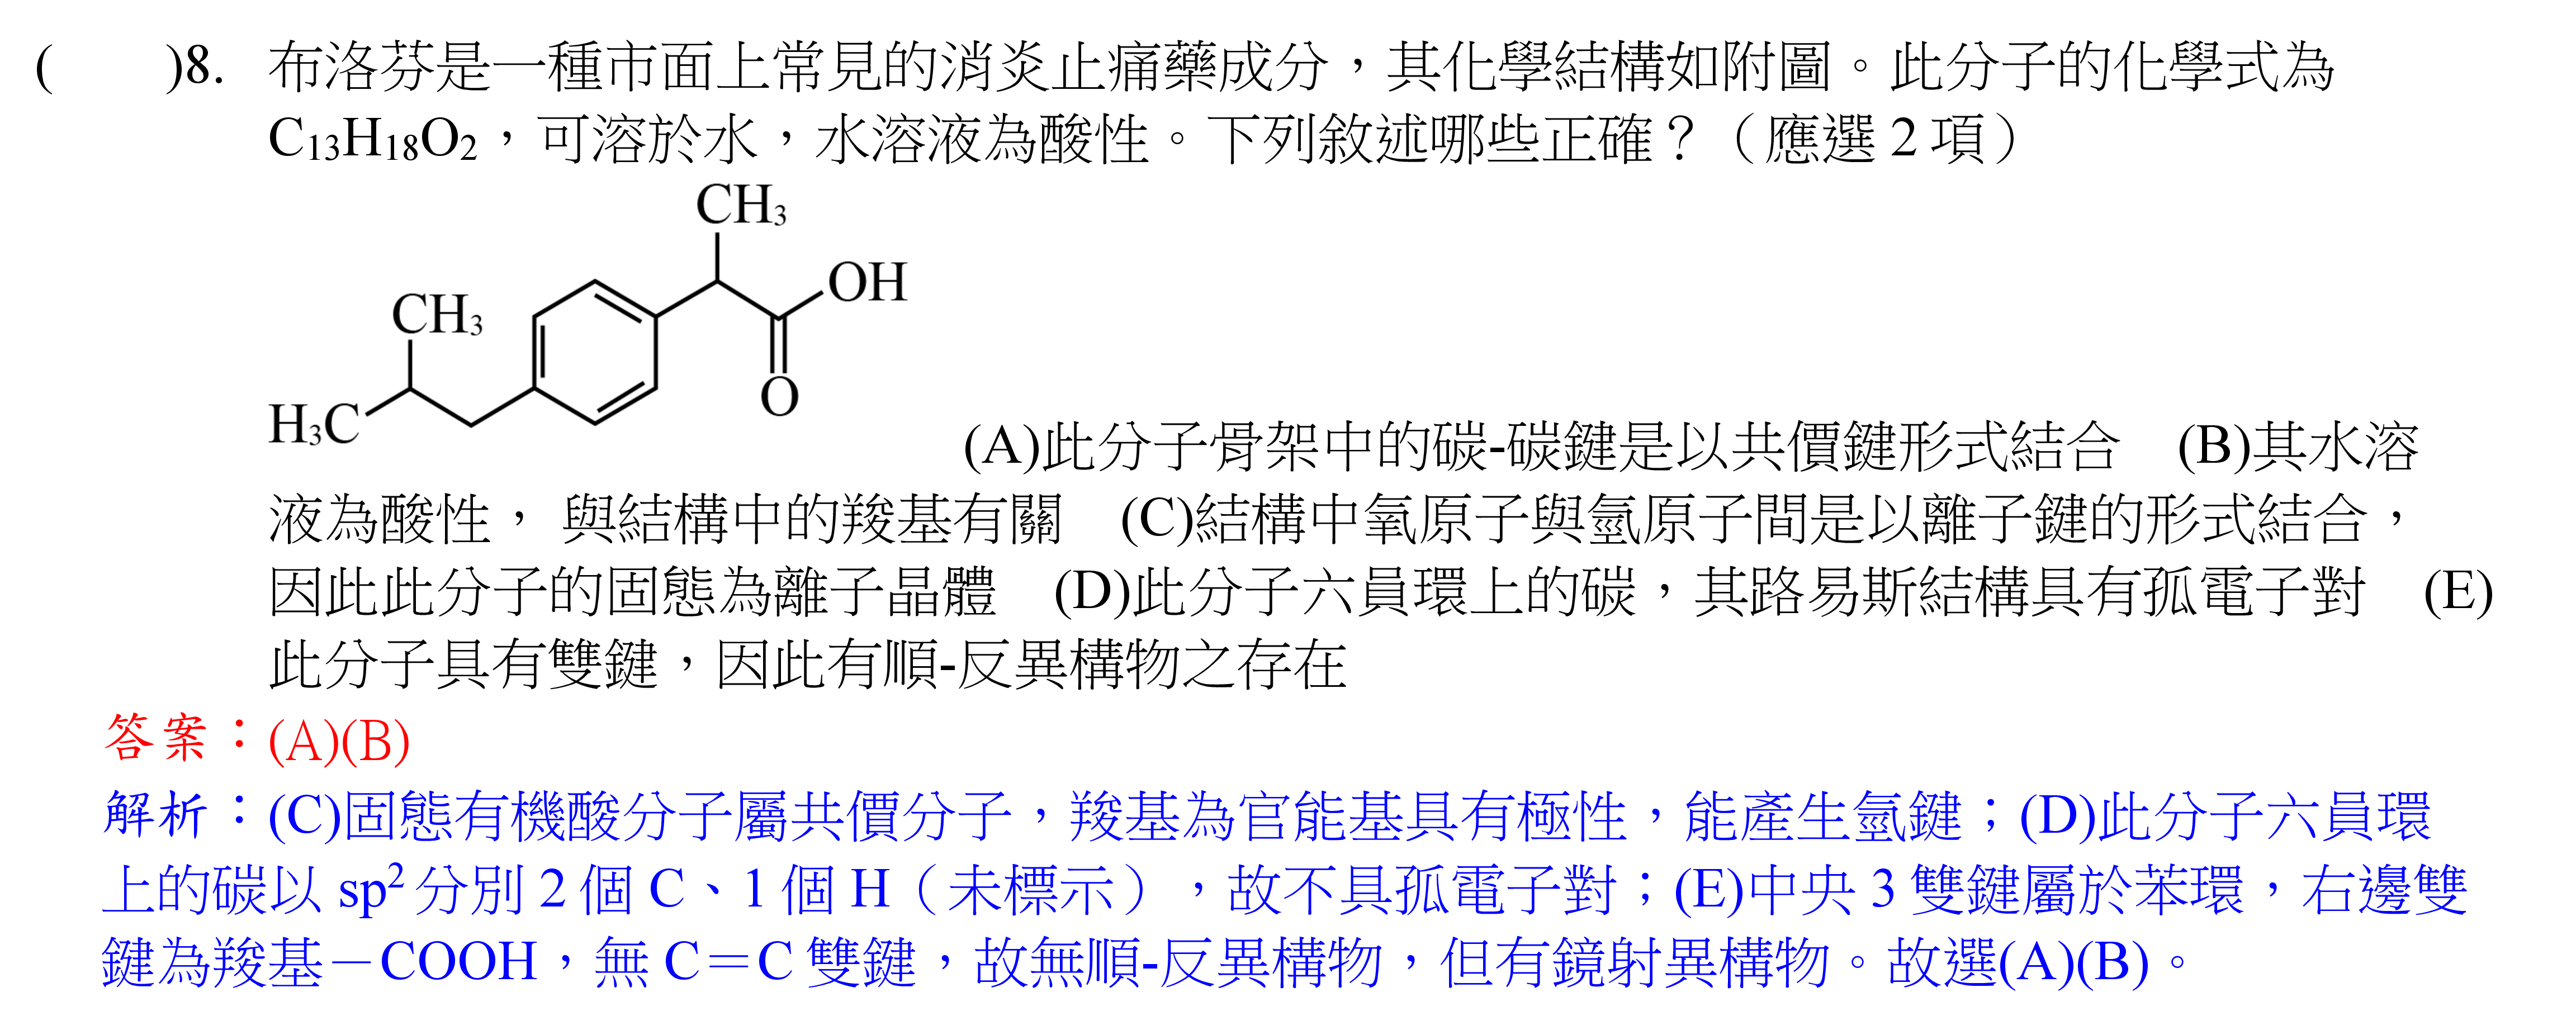 (　　)8. 布洛芬是一種市面上常見的消炎止痛藥成分，其化學結構如附圖。此分子的化學式為
C₁₃H₁₈O₂，可溶於水，水溶液為酸性。下列敘述哪些正確？（應選 2 項）
CH₃
OH
CH₃
O
H₃C
(A)此分子骨架中的碳-碳鍵是以共價鍵形式結合　(B)其水溶
液為酸性， 與結構中的羧基有關　(C)結構中氧原子與氫原子間是以離子鍵的形式結合，
因此此分子的固態為離子晶體　(D)此分子六員環上的碳，其路易斯結構具有孤電子對　(E)
此分子具有雙鍵，因此有順-反異構物之存在
答案：(A)(B)
解析：(C)固態有機酸分子屬共價分子，羧基為官能基具有極性，能產生氫鍵；(D)此分子六員環
上的碳以 sp² 分別 2 個 C、1 個 H（未標示），故不具孤電子對；(E)中央 3 雙鍵屬於苯環，右邊雙
鍵為羧基－COOH，無 C＝C 雙鍵，故無順-反異構物，但有鏡射異構物。故選(A)(B)。